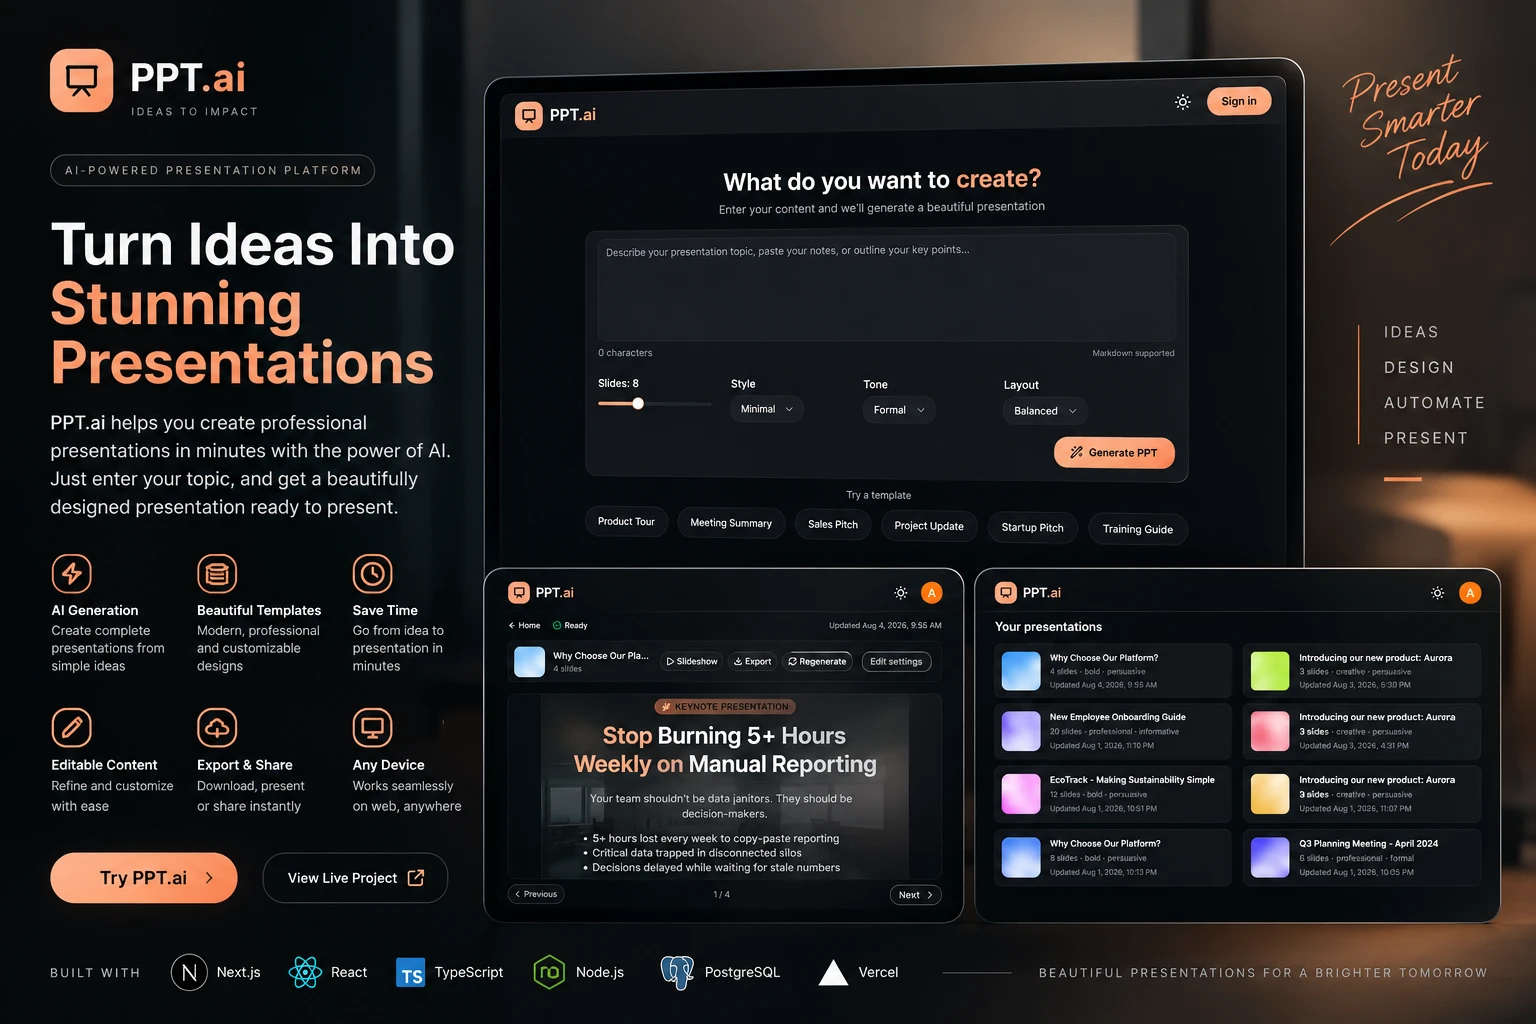 PPT.ai
IDEAS TO IMPACT
AI-POWERED PRESENTATION PLATFORM
Turn Ideas Into
Stunning
Presentations
PPT.ai helps you create professional
presentations in minutes with the power of AI.
Just enter your topic, and get a beautifully
designed presentation ready to present.
AI Generation
Create complete
presentations from
simple ideas
Beautiful Templates
Modern, professional
and customizable
designs
Save Time
Go from idea to
presentation in
minutes
Editable Content
Refine and customize
with ease
Export & Share
Download, present
or share instantly
Any Device
Works seamlessly
on web, anywhere
Try PPT.ai
View Live Project
PPT.ai
Sign in
What do you want to create?
Enter your content and we'll generate a beautiful presentation
Describe your presentation topic, paste your notes, or outline your key points...
0 characters
Markdown supported
Slides: 8
Style
Minimal
Tone
Formal
Layout
Balanced
Generate PPT
Try a template
Product Tour
Meeting Summary
Sales Pitch
Project Update
Startup Pitch
Training Guide
Present
Smarter
Today
IDEAS
DESIGN
AUTOMATE
PRESENT
PPT.ai
A
Home
Ready
Updated Aug 4, 2026, 9:55 AM
Why Choose Our Pla...
4 slides
Slideshow
Export
Regenerate
Edit settings
KEYNOTE PRESENTATION
Stop Burning 5+ Hours
Weekly on Manual Reporting
Your team shouldn't be data janitors. They should be
decision-makers.
• 5+ hours lost every week to copy-paste reporting
• Critical data trapped in disconnected silos
• Decisions delayed while waiting for stale numbers
Previous
1 / 4
Next
PPT.ai
A
Your presentations
Why Choose Our Platform?
4 slides · bold · persuasive
Updated Aug 4, 2026, 9:55 AM
Introducing our new product: Aurora
3 slides · creative · persuasive
Updated Aug 3, 2026, 5:30 PM
New Employee Onboarding Guide
20 slides · professional · informative
Updated Aug 1, 2026, 11:10 PM
Introducing our new product: Aurora
3 slides · creative · persuasive
Updated Aug 3, 2026, 4:31 PM
EcoTrack - Making Sustainability Simple
12 slides · bold · persuasive
Updated Aug 1, 2026, 10:51 PM
Introducing our new product: Aurora
3 slides · creative · persuasive
Updated Aug 1, 2026, 11:07 PM
Why Choose Our Platform?
8 slides · bold · persuasive
Updated Aug 1, 2026, 10:13 PM
Q3 Planning Meeting - April 2024
6 slides · professional · formal
Updated Aug 1, 2026, 10:05 PM
BUILT WITH
N
Next.js
React
TS
TypeScript
Node.js
PostgreSQL
Vercel
BEAUTIFUL PRESENTATIONS FOR A BRIGHTER TOMORROW